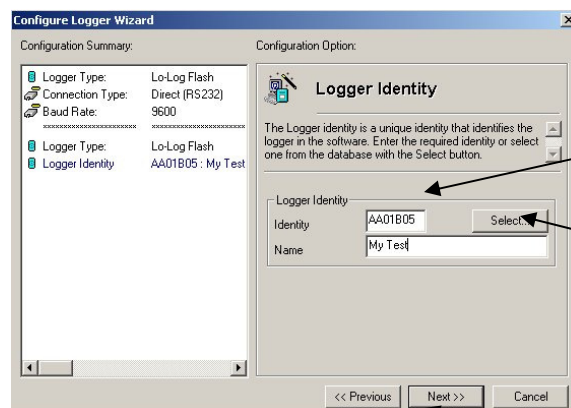 Configure Logger Wizard
Configuration Summary:
Logger Type: Lo-Log Flash
Connection Type: Direct (RS232)
Baud Rate: 9600
Logger Type: Lo-Log Flash
Logger Identity AA01B05 : My Test
Configuration Option:
Logger Identity
The Logger identity is a unique identity that identifies the
logger in the software. Enter the required identity or select
one from the database with the Select button.
Logger Identity
Identity AA01B05 Select...
Name My Test
<< Previous Next >> Cancel